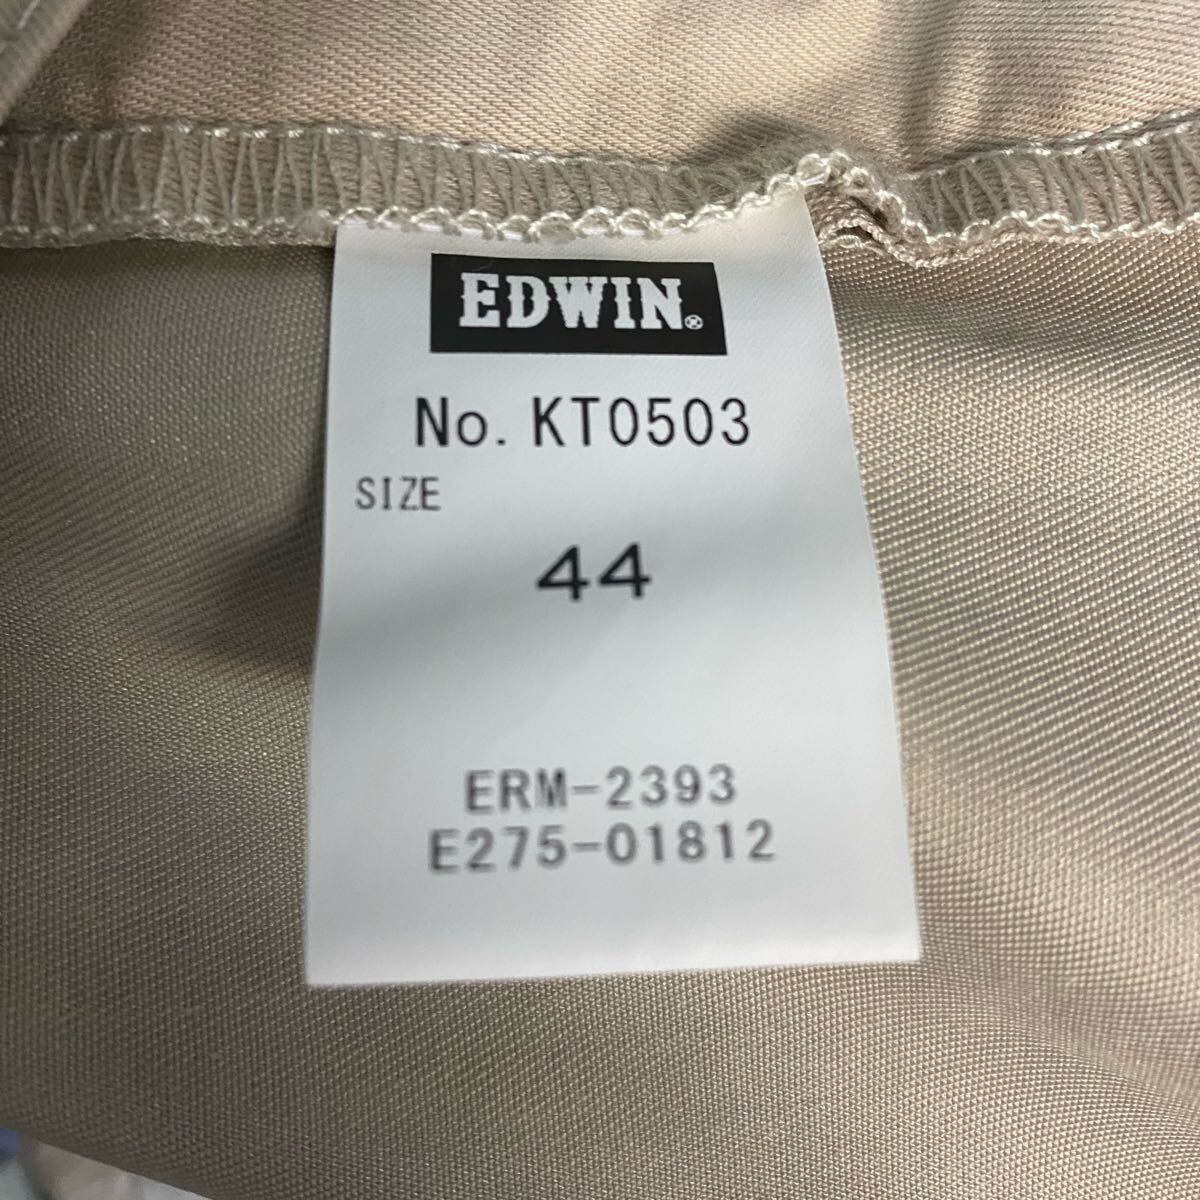 EDWIN®
No. KT0503
SIZE
44
ERM-2393
E275-01812